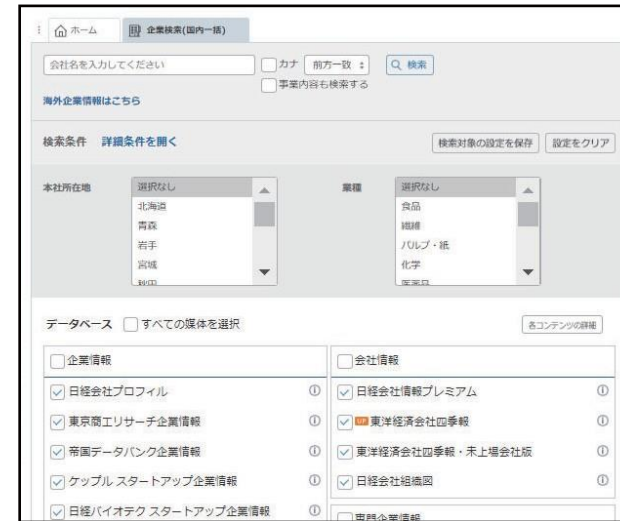 ホーム 企業検索(国内一括)
会社名を入力してください カナ 前方一致 検索
事業内容も検索する
海外企業情報はこちら
検索条件 詳細条件を開く 検索対象の設定を保存 設定をクリア
本社所在地 選択なし 業種 選択なし
北海道 食品
青森 繊維
岩手 パルプ・紙
宮城 化学
秋田 医薬品
データベース すべての媒体を選択 各コンテンツの詳細
企業情報 会社情報
日経会社プロフィル 日経会社情報プレミアム
東京商工リサーチ企業情報 UP 東洋経済会社四季報
帝国データバンク企業情報 東洋経済会社四季報・未上場会社版
ケップル スタートアップ企業情報 日経会社組織図
日経バイオテク スタートアップ企業情報 専門企業情報